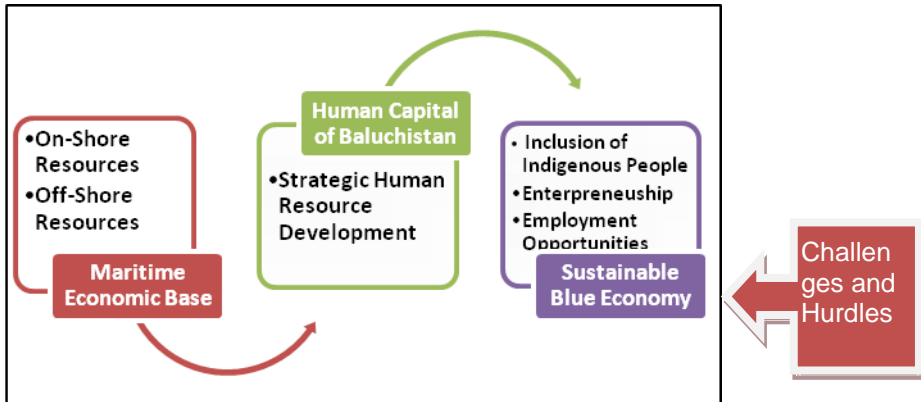 •On-Shore
Resources
•Off-Shore
Resources
Maritime
Economic Base
Human Capital
of Baluchistan
•Strategic Human
Resource
Development
• Inclusion of
Indigenous People
•Enterpreneuship
•Employment
Opportunities
Sustainable
Blue Economy
Challen
ges and
Hurdles